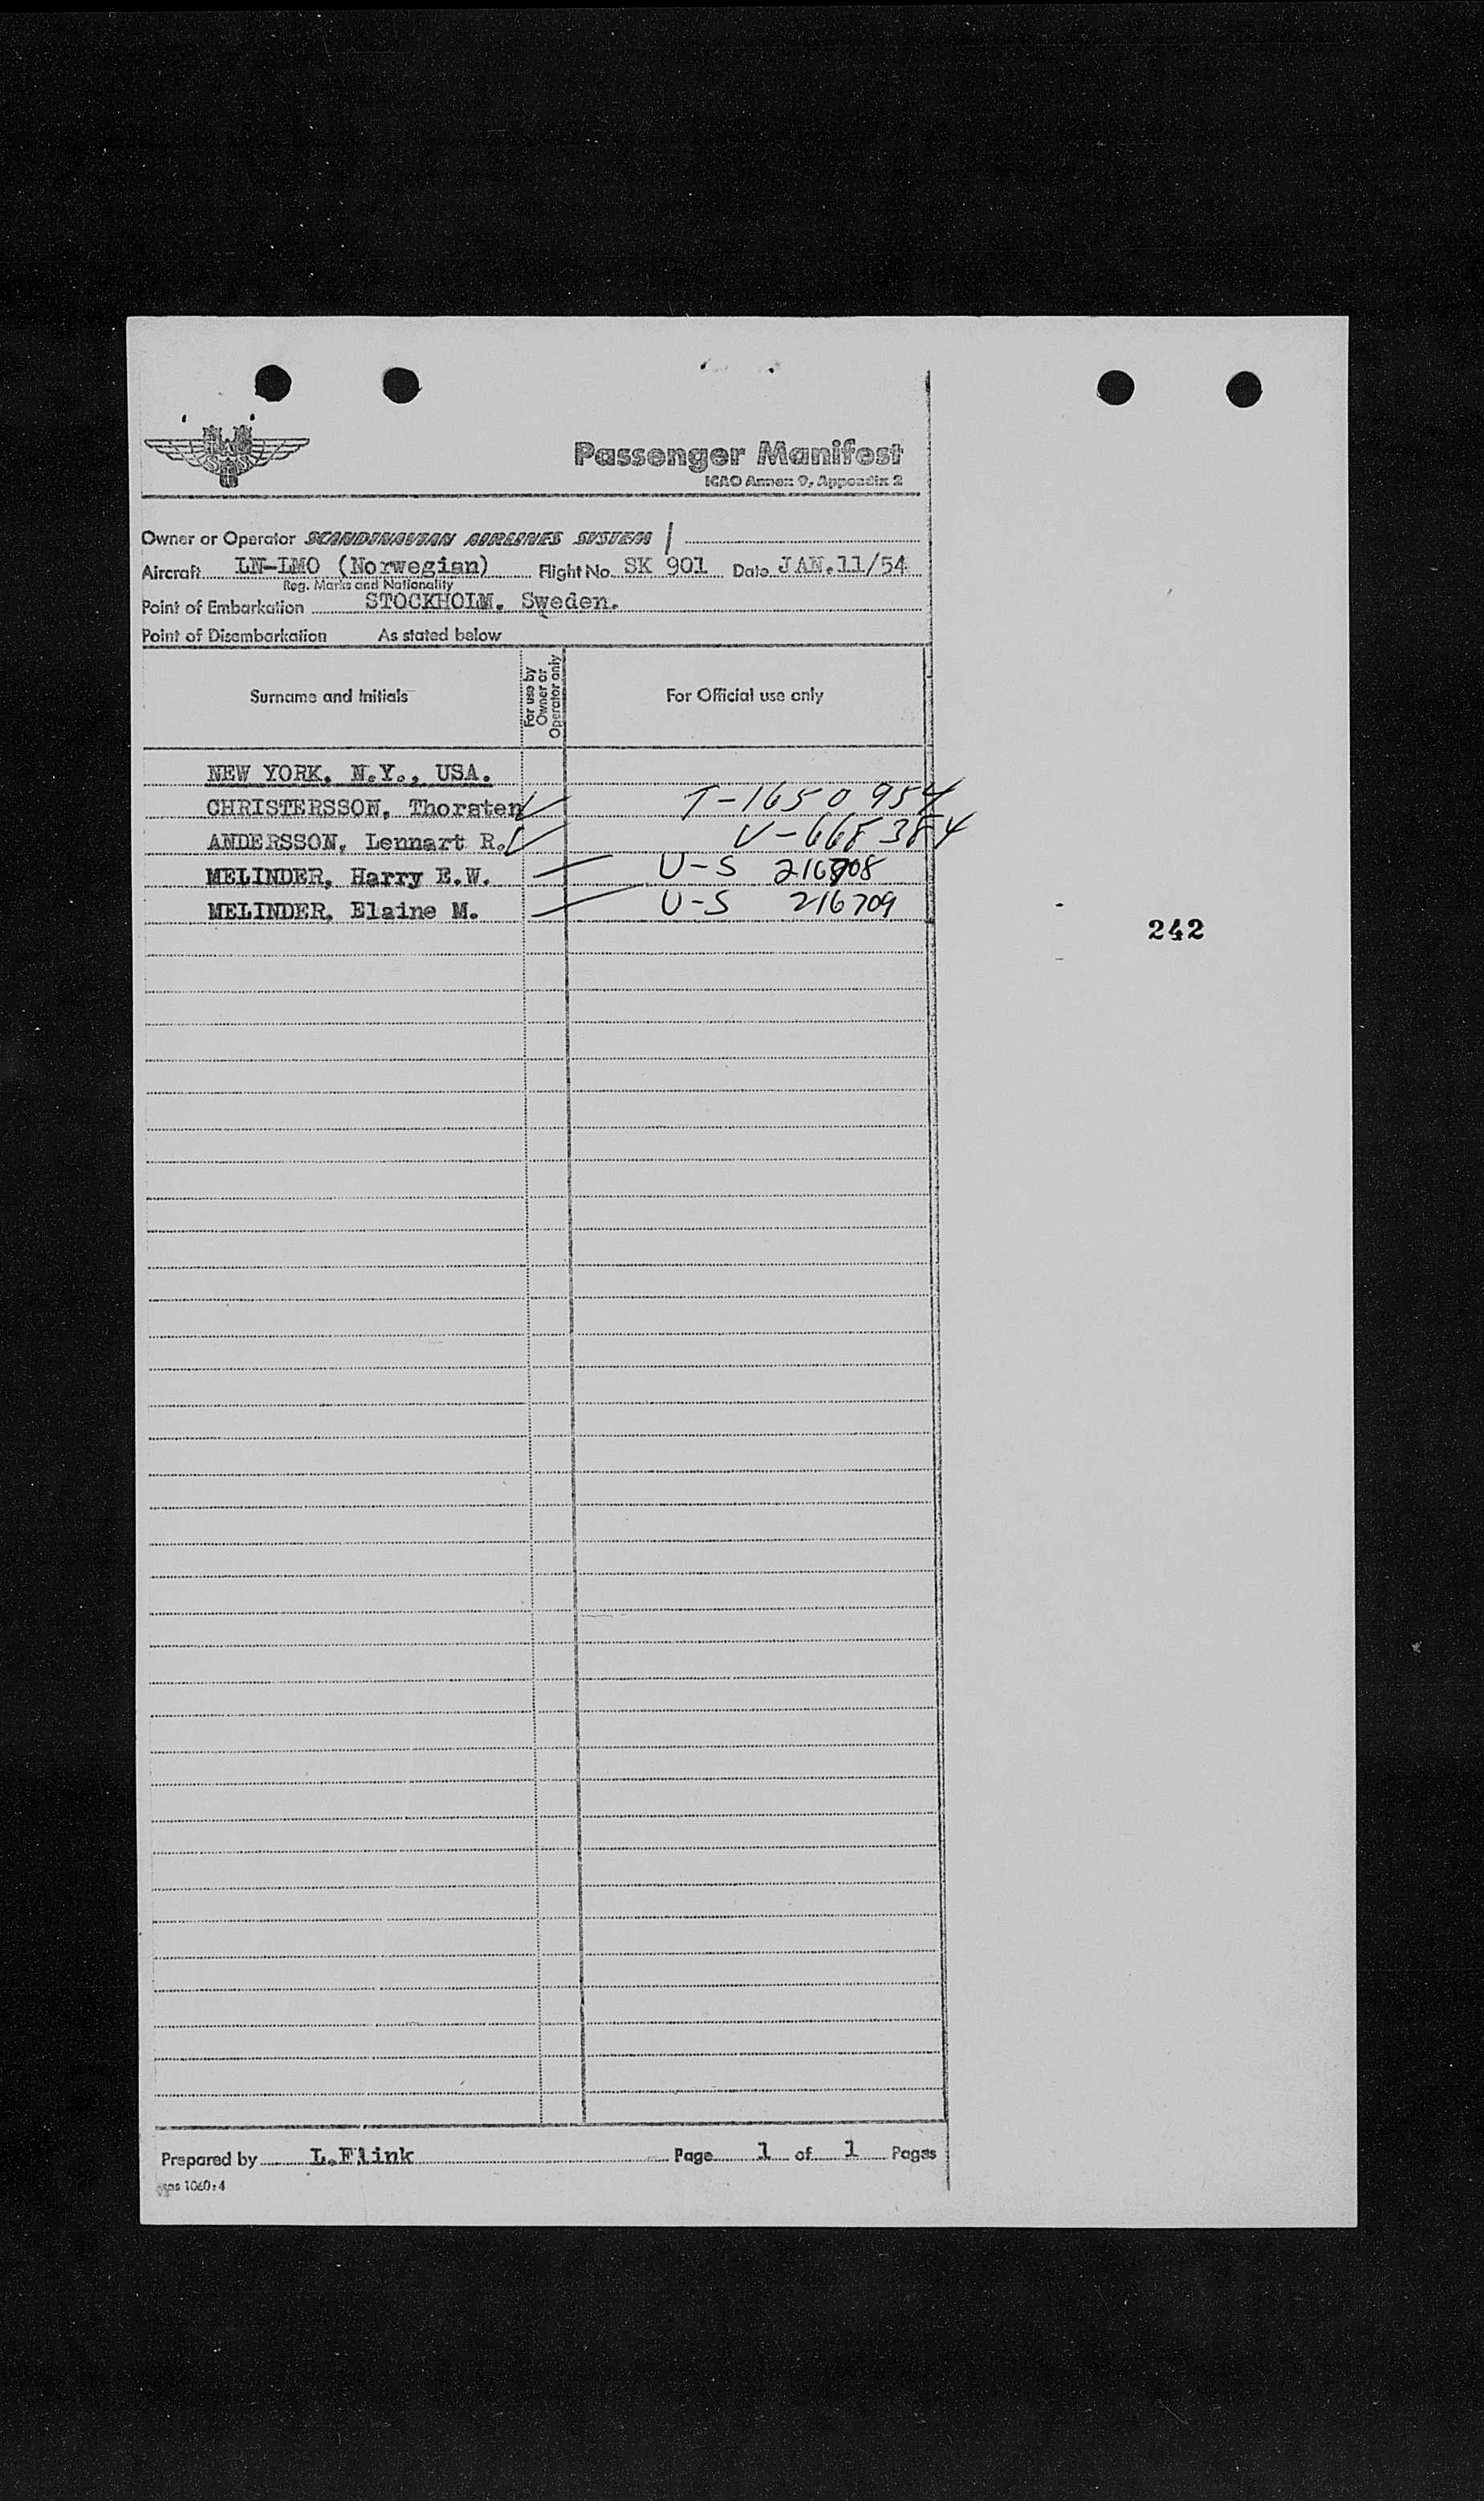 Passenger Manifest
ICAO Annex 9, Appendix 2
Owner or Operator SCANDINAVIAN AIRLINES SYSTEM
Aircraft LN-LMO (Norwegian) Flight No. SK 901 Date JAN.11/54
Reg. Marks and Nationality
Point of Embarkation STOCKHOLM. Sweden.
Point of Disembarkation As stated below
Surname and Initials For use by Owner or Operator only For Official use only
NEW YORK, N.Y., USA.
CHRISTERSSON, Thorsten T-1650954
ANDERSSON, Lennart R. V-668384
MELINDER, Harry E.W. U-S 216708
MELINDER, Elaine M. U-S 216709
242
Prepared by L.Flink Page 1 of 1 Pages
1060:4